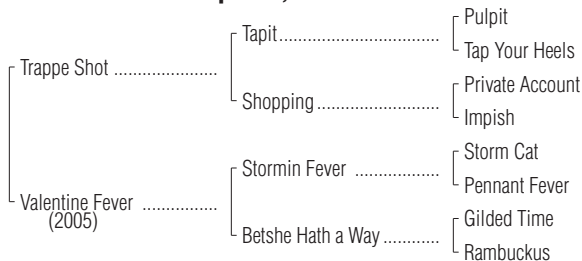 Pulpit
Tapit
Tap Your Heels
Trappe Shot
Private Account
Shopping
Impish
Storm Cat
Stormin Fever
Pennant Fever
Valentine Fever
(2005)
Gilded Time
Betshe Hath a Way
Rambuckus